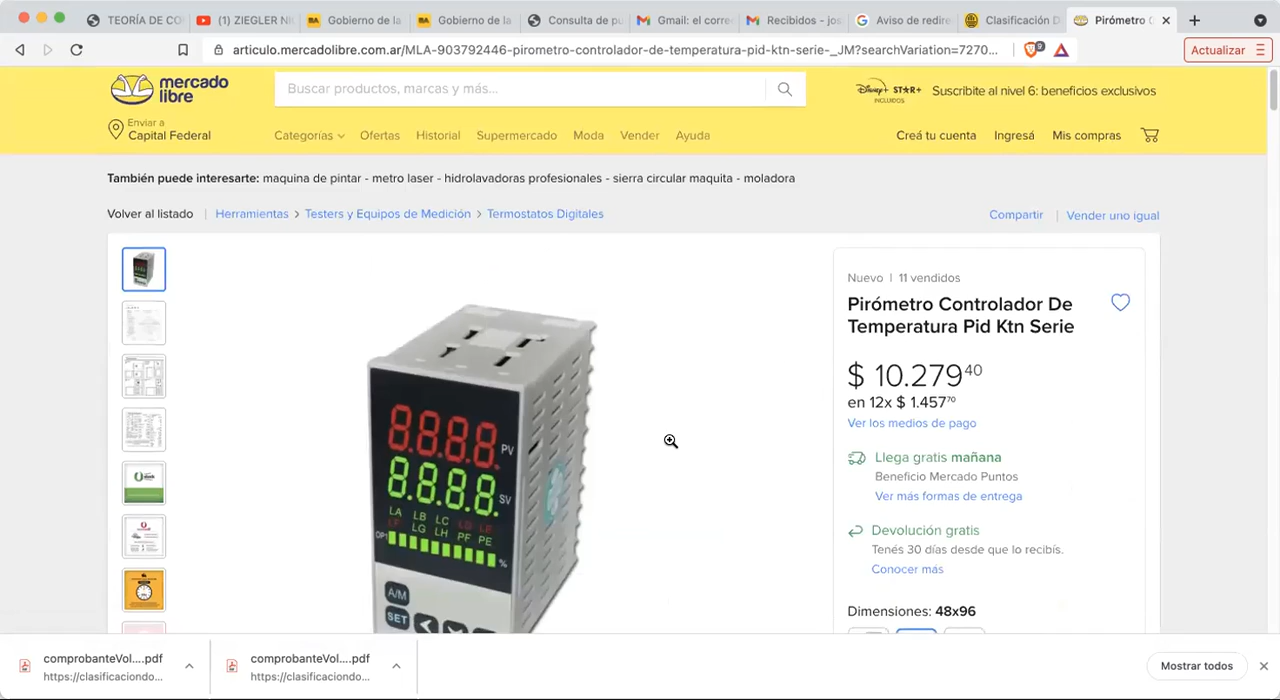 TEORÍA DE CO
(1) ZIEGLER NI
Gobierno de la
Gobierno de la
Consulta de pu
Gmail: el corre
Recibidos - jos
Aviso de redire
Clasificación D
Pirómetro C
articulo.mercadolibre.com.ar/MLA-903792446-pirometro-controlador-de-temperatura-pid-ktn-serie-_JM?searchVariation=7270...
9
Actualizar
mercado
libre
Buscar productos, marcas y más...
Disney+ STAR+
INCLUIDOS
Suscribite al nivel 6: beneficios exclusivos
Enviar a
Capital Federal
Categorías
Ofertas
Historial
Supermercado
Moda
Vender
Ayuda
Creá tu cuenta
Ingresá
Mis compras
También puede interesarte: maquina de pintar - metro laser - hidrolavadoras profesionales - sierra circular maquita - moladora
Volver al listado | Herramientas > Testers y Equipos de Medición > Termostatos Digitales
Compartir | Vender uno igual
8.8.8.8. PV
8.8.8.8. SV
LA LB LC LD LE
LF LG LH PF PE
OP1 %
A/M
SET
Nuevo | 11 vendidos
Pirómetro Controlador De
Temperatura Pid Ktn Serie
$ 10.279 40
en 12x $ 1.457 70
Ver los medios de pago
Llega gratis mañana
Beneficio Mercado Puntos
Ver más formas de entrega
Devolución gratis
Tenés 30 días desde que lo recibís.
Conocer más
Dimensiones: 48x96
comprobanteVol....pdf
https://clasificaciondo...
comprobanteVol....pdf
https://clasificaciondo...
Mostrar todos